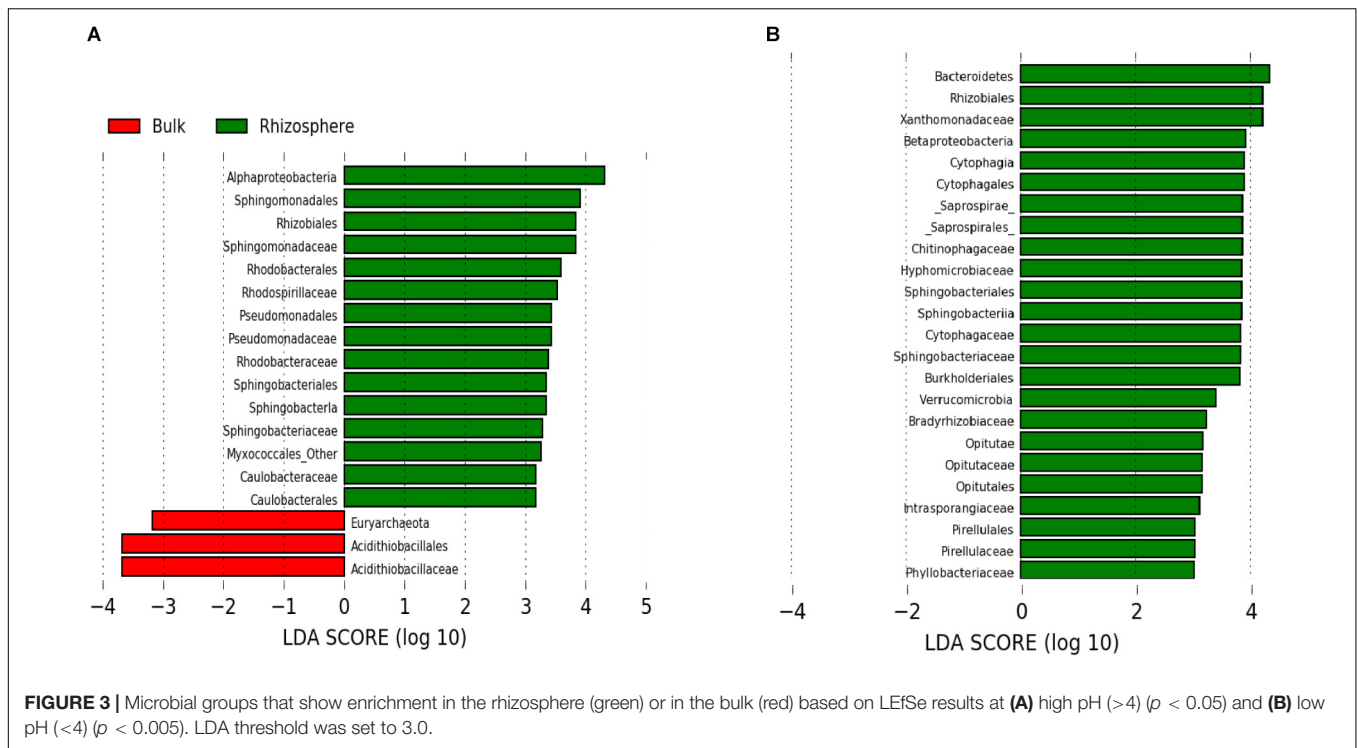 A
Bulk
Rhizosphere
Alphaproteobacteria
Sphingomonadales
Rhizobiales
Sphingomonadaceae
Rhodobacterales
Rhodospirillaceae
Pseudomonadales
Pseudomonadaceae
Rhodobacteraceae
Sphingobacteriales
SphingobacterIa
Sphingobacteriaceae
Myxococcales_Other
Caulobacteraceae
Caulobacterales
Euryarchaeota
Acidithiobacillales
Acidithiobacillaceae
−4 −3 −2 −1 0 1 2 3 4 5
LDA SCORE (log 10)
B
Bacteroidetes
Rhizobiales
Xanthomonadaceae
Betaproteobacteria
Cytophagia
Cytophagales
_Saprospirae_
_Saprospirales_
Chitinophagaceae
Hyphomicrobiaceae
Sphingobacteriales
Sphingobacteriia
Cytophagaceae
Sphingobacteriaceae
Burkholderiales
Verrucomicrobia
Bradyrhizobiaceae
Opitutae
Opitutaceae
Opitutales
Intrasporangiaceae
Pirellulales
Pirellulaceae
Phyllobacteriaceae
−4 −2 0 2 4
LDA SCORE (log 10)
FIGURE 3 | Microbial groups that show enrichment in the rhizosphere (green) or in the bulk (red) based on LEfSe results at (A) high pH (>4) (p < 0.05) and (B) low
pH (<4) (p < 0.005). LDA threshold was set to 3.0.